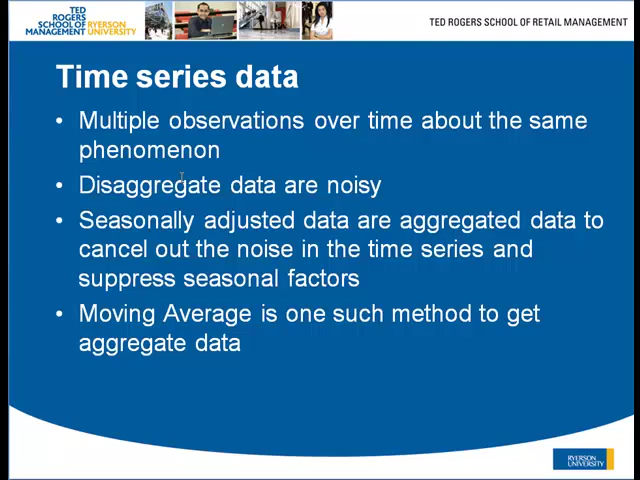 TED
ROGERS
SCHOOL OF
MANAGEMENT
RYERSON
UNIVERSITY
TED ROGERS SCHOOL OF RETAIL MANAGEMENT
Time series data
• Multiple observations over time about the same
phenomenon
• Disaggregate data are noisy
• Seasonally adjusted data are aggregated data to
cancel out the noise in the time series and
suppress seasonal factors
• Moving Average is one such method to get
aggregate data
RYERSON
UNIVERSITY